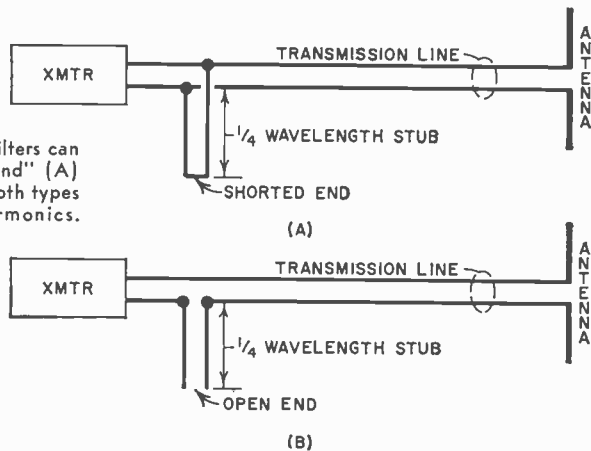 XMTR
TRANSMISSION LINE
ANTENNA
1/4 WAVELENGTH STUB
SHORTED END
(A)
ilters can
nd" (A)
oth types
rmonics.
XMTR
TRANSMISSION LINE
ANTENNA
1/4 WAVELENGTH STUB
OPEN END
(B)